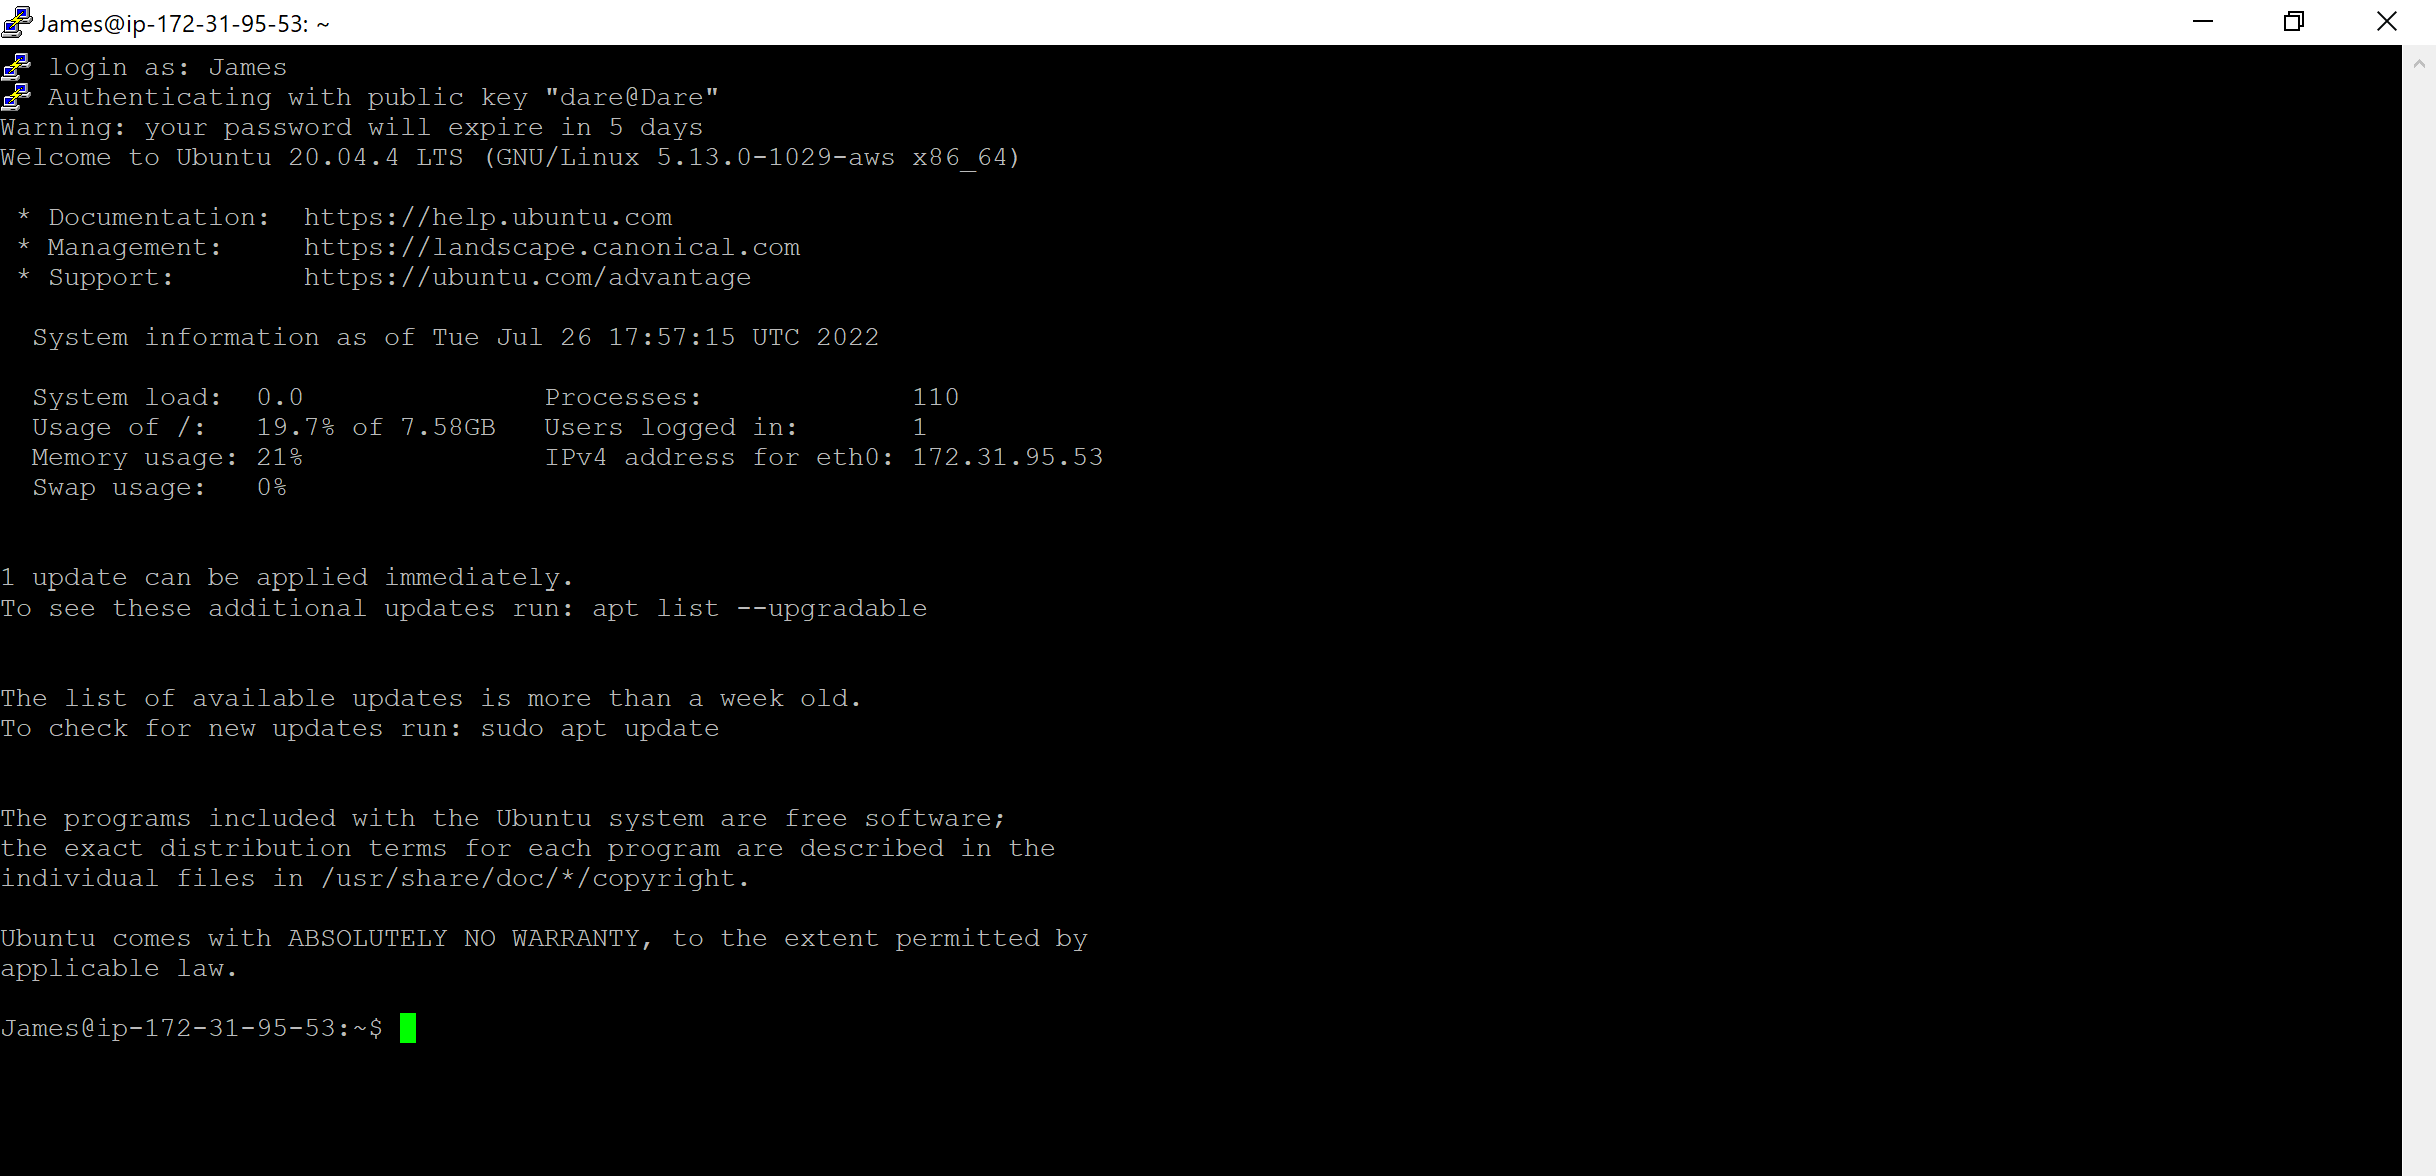 James@ip-172-31-95-53: ~
login as: James
Authenticating with public key "dare@Dare"
Warning: your password will expire in 5 days
Welcome to Ubuntu 20.04.4 LTS (GNU/Linux 5.13.0-1029-aws x86_64)
* Documentation:  https://help.ubuntu.com
* Management:     https://landscape.canonical.com
* Support:        https://ubuntu.com/advantage
System information as of Tue Jul 26 17:57:15 UTC 2022
System load:  0.0               Processes:             110
Usage of /:   19.7% of 7.58GB   Users logged in:       1
Memory usage: 21%               IPv4 address for eth0: 172.31.95.53
Swap usage:   0%
1 update can be applied immediately.
To see these additional updates run: apt list --upgradable
The list of available updates is more than a week old.
To check for new updates run: sudo apt update
The programs included with the Ubuntu system are free software;
the exact distribution terms for each program are described in the
individual files in /usr/share/doc/*/copyright.
Ubuntu comes with ABSOLUTELY NO WARRANTY, to the extent permitted by
applicable law.
James@ip-172-31-95-53:~$